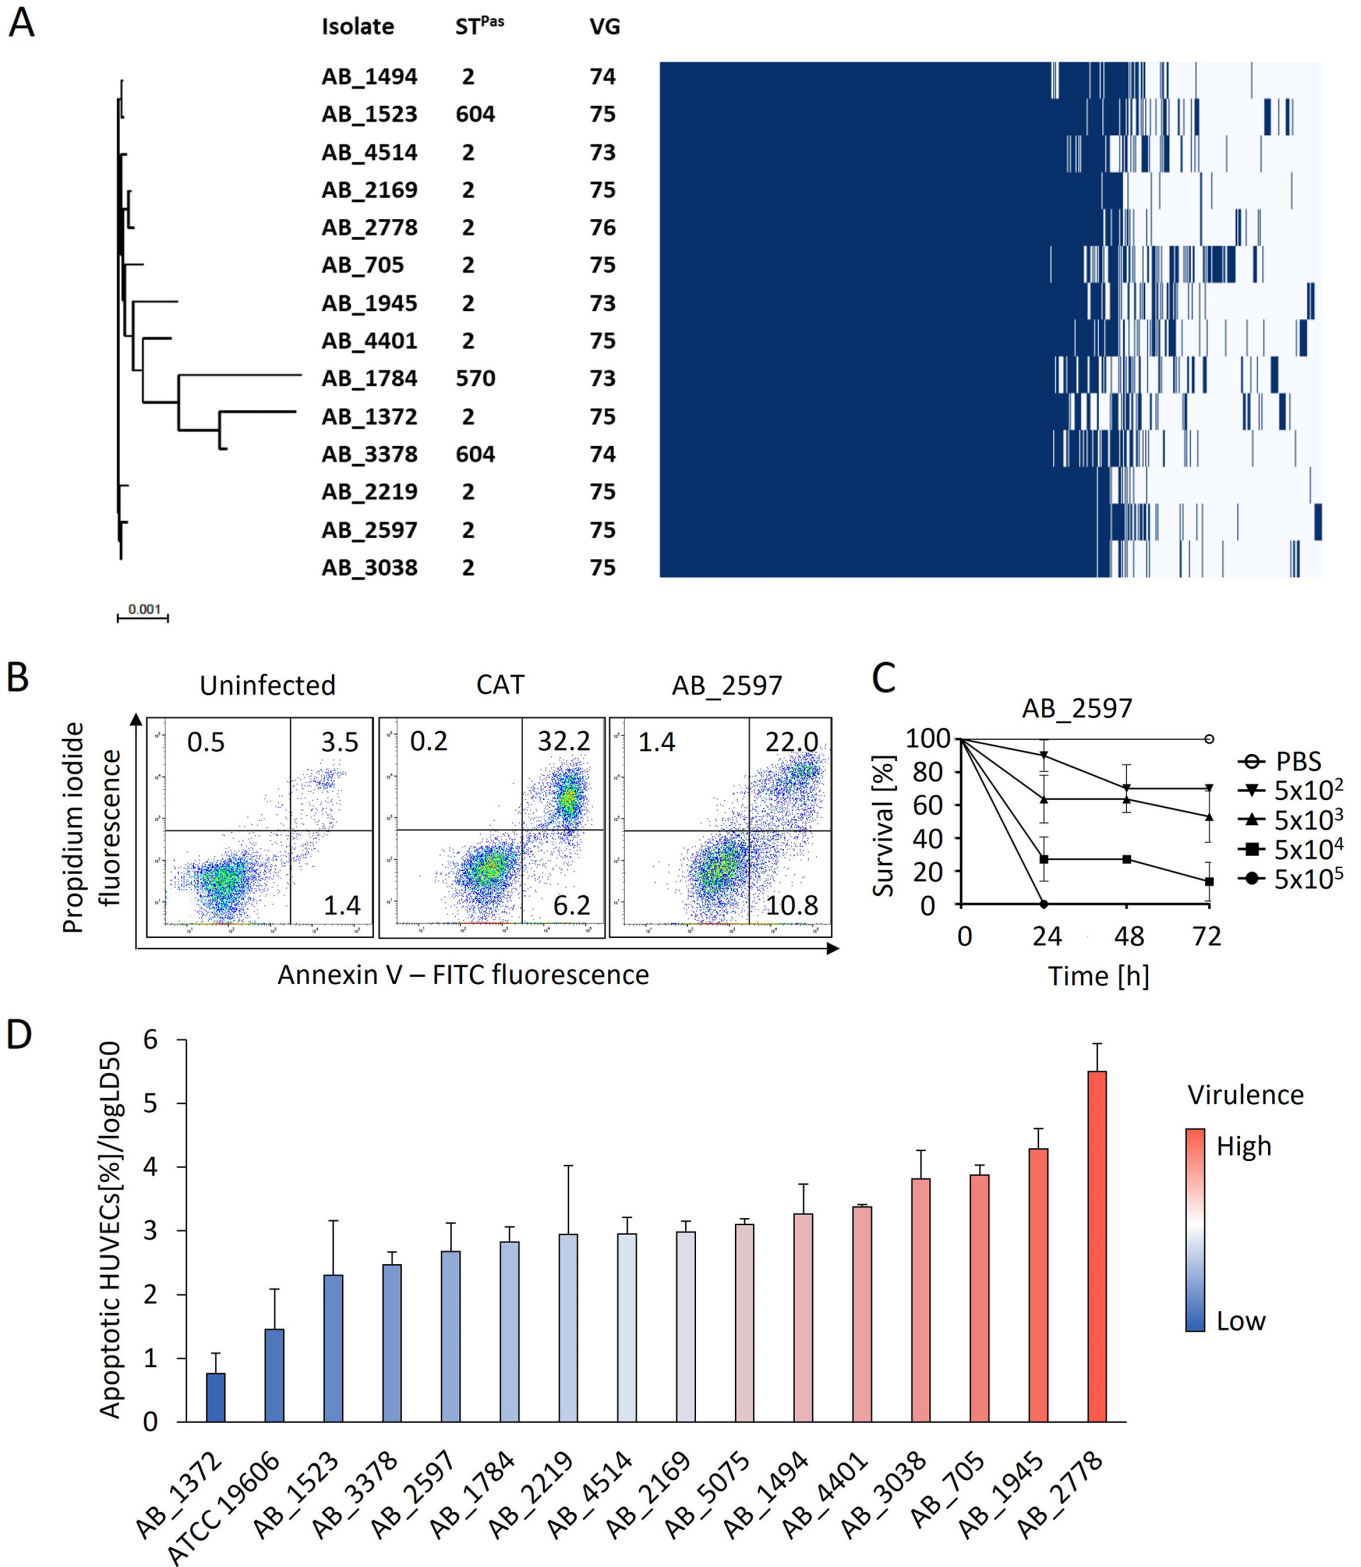 A
Isolate ST^Pas VG
AB_1494 2 74
AB_1523 604 75
AB_4514 2 73
AB_2169 2 75
AB_2778 2 76
AB_705 2 75
AB_1945 2 73
AB_4401 2 75
AB_1784 570 73
AB_1372 2 75
AB_3378 604 74
AB_2219 2 75
AB_2597 2 75
AB_3038 2 75
0.001
B
Uninfected CAT AB_2597
Propidium iodide
fluorescence
0.5 3.5 0.2 32.2 1.4 22.0
1.4 6.2 10.8
Annexin V – FITC fluorescence
C
AB_2597
Survival [%]
100
80
60
40
20
0
0 24 48 72
Time [h]
PBS
5x10²
5x10³
5x10⁴
5x10⁵
D
Apoptotic HUVECs[%]/logLD50
6
5
4
3
2
1
0
AB_1372
ATCC 19606
AB_1523
AB_3378
AB_2597
AB_1784
AB_2219
AB_4514
AB_2169
AB_5075
AB_1494
AB_4401
AB_3038
AB_705
AB_1945
AB_2778
Virulence
High
Low